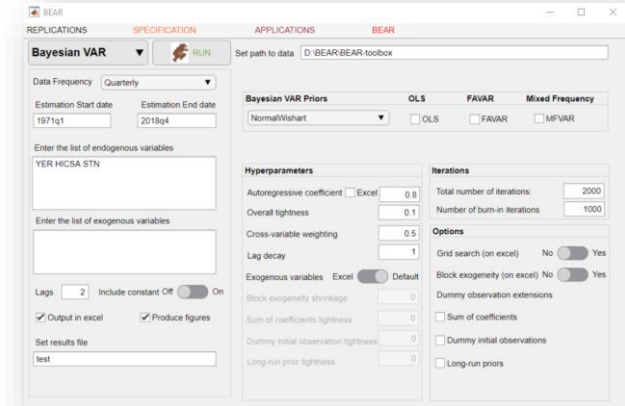 BEAR
REPLICATIONS SPECIFICATION APPLICATIONS BEAR
Bayesian VAR RUN Set path to data D:\BEAR\BEAR-toolbox
Data Frequency Quarterly
Estimation Start date Estimation End date
1971q1 2018q4
Enter the list of endogenous variables
YER HICSA STN
Enter the list of exogenous variables
Lags 2 Include constant Off On
Output in excel Produce figures
Set results file
test
Bayesian VAR Priors OLS FAVAR Mixed Frequency
NormalWishart OLS FAVAR MFVAR
Hyperparameters
Autoregressive coefficient Excel 0.8
Overall tightness 0.1
Cross-variable weighting 0.5
Lag decay 1
Exogenous variables Excel Default
Block exogeneity shrinkage 0
Sum of coefficients tightness 0
Dummy initial observation tightness 0
Long-run prior tightness 0
Iterations
Total number of iterations: 2000
Number of burn-in iterations 1000
Options
Grid search (on excel) No Yes
Block exogeneity (on excel) No Yes
Dummy observation extensions
Sum of coefficients
Dummy initial observations
Long-run priors